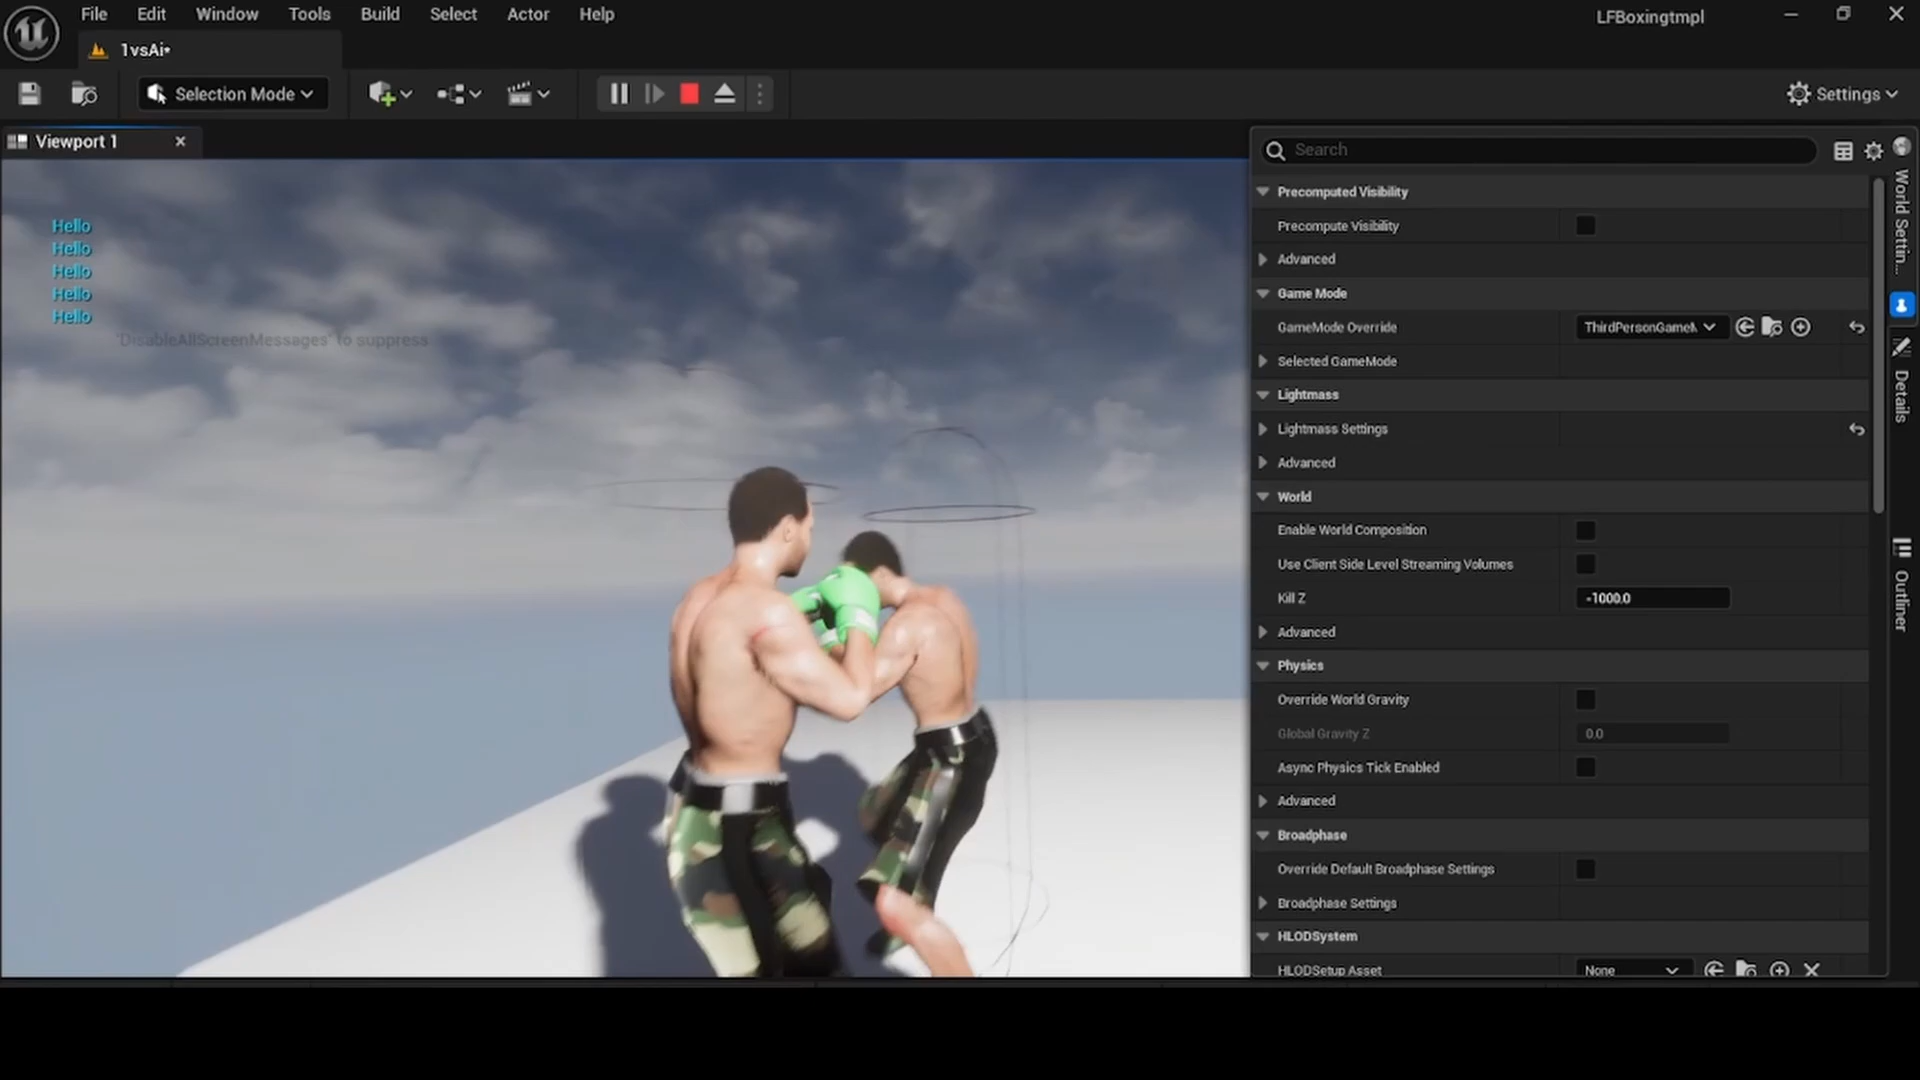 File Edit Window Tools Build Select Actor Help
LFBoxingtmpl
1vsAi•
Selection Mode
Settings
Viewport 1
Search
Hello
Hello
Hello
Hello
Hello
'DisableAllScreenMessages' to suppress
Precomputed Visibility
Precompute Visibility
Advanced
Game Mode
GameMode Override ThirdPersonGameM
Selected GameMode
Lightmass
Lightmass Settings
Advanced
World
Enable World Composition
Use Client Side Level Streaming Volumes
Kill Z -1000.0
Advanced
Physics
Override World Gravity
Global Gravity Z 0.0
Async Physics Tick Enabled
Advanced
Broadphase
Override Default Broadphase Settings
Broadphase Settings
HLODSystem
HLODSetup Asset None
World Settin...
Details
Outliner